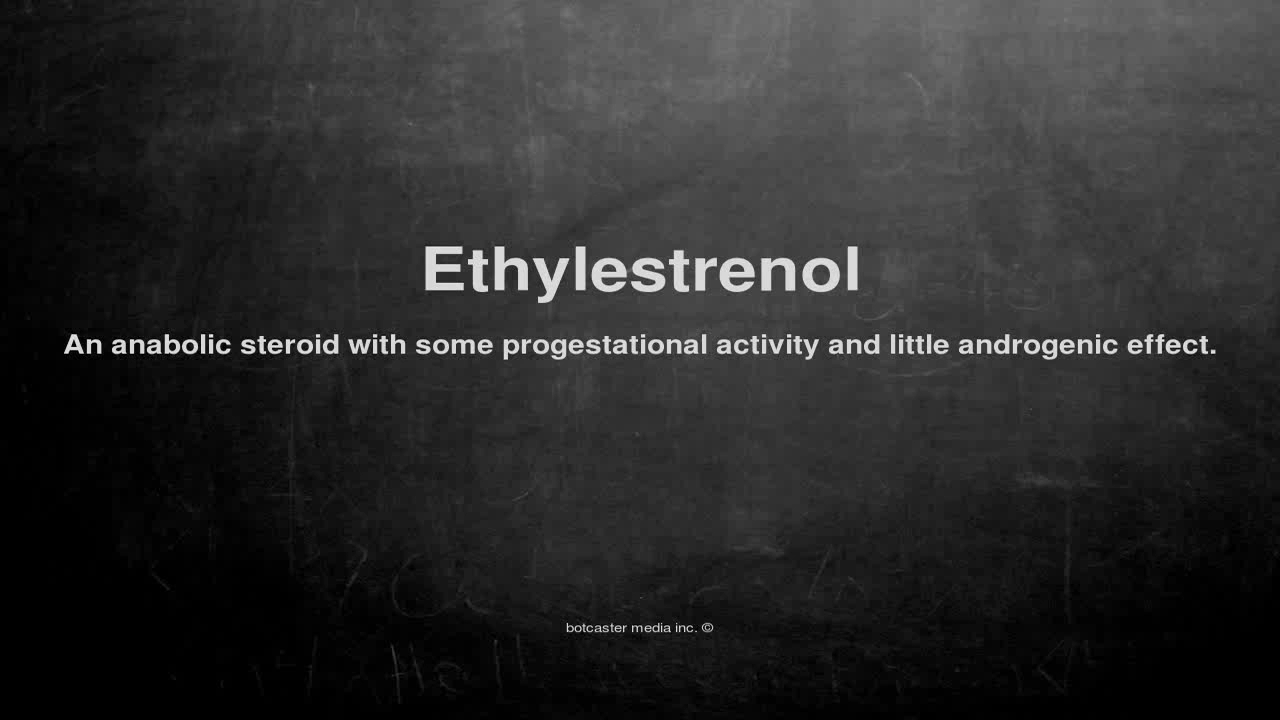 Ethylestrenol
An anabolic steroid with some progestational activity and little androgenic effect.
botcaster media inc. ©